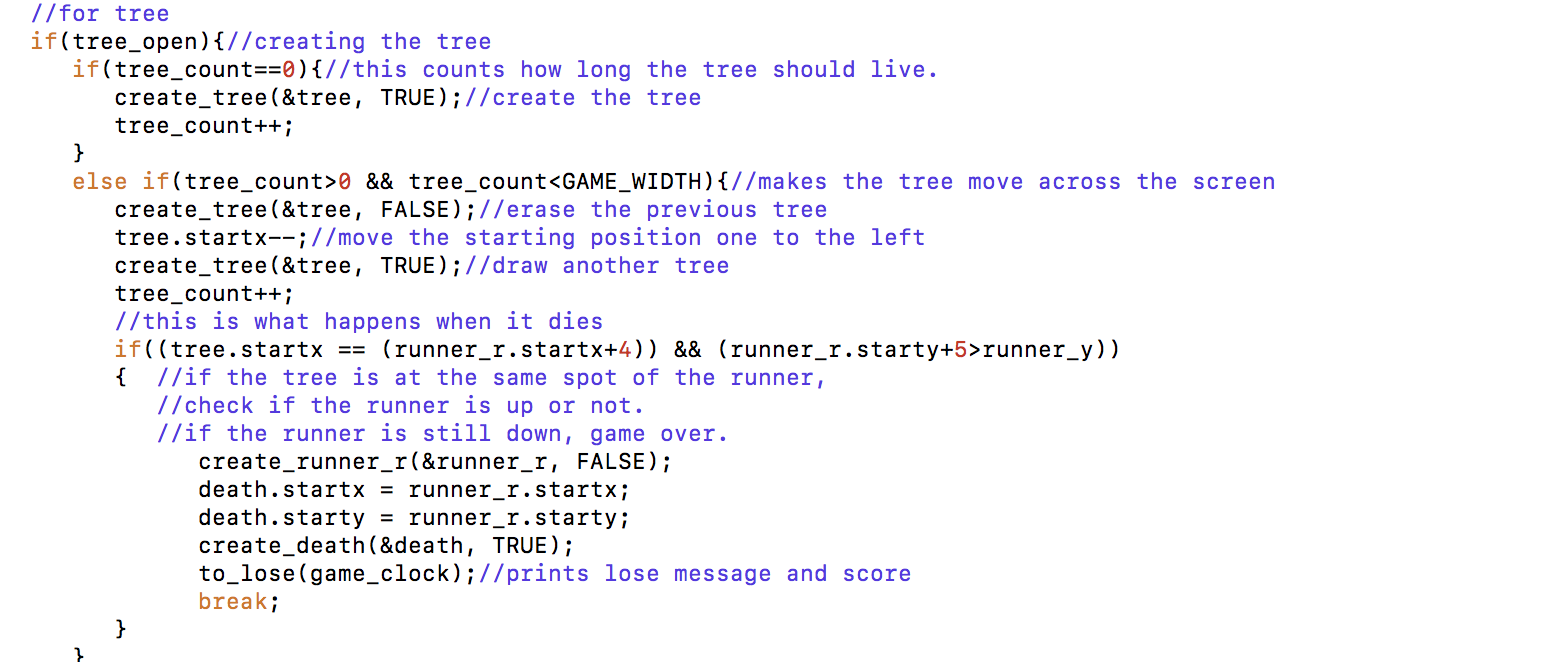 //for tree
if(tree_open){//creating the tree
if(tree_count==0){//this counts how long the tree should live.
create_tree(&tree, TRUE);//create the tree
tree_count++;
}
else if(tree_count>0 && tree_count<GAME_WIDTH){//makes the tree move across the screen
create_tree(&tree, FALSE);//erase the previous tree
tree.startx--;//move the starting position one to the left
create_tree(&tree, TRUE);//draw another tree
tree_count++;
//this is what happens when it dies
if((tree.startx == (runner_r.startx+4)) && (runner_r.starty+5>runner_y))
{ //if the tree is at the same spot of the runner,
//check if the runner is up or not.
//if the runner is still down, game over.
create_runner_r(&runner_r, FALSE);
death.startx = runner_r.startx;
death.starty = runner_r.starty;
create_death(&death, TRUE);
to_lose(game_clock);//prints lose message and score
break;
}
}